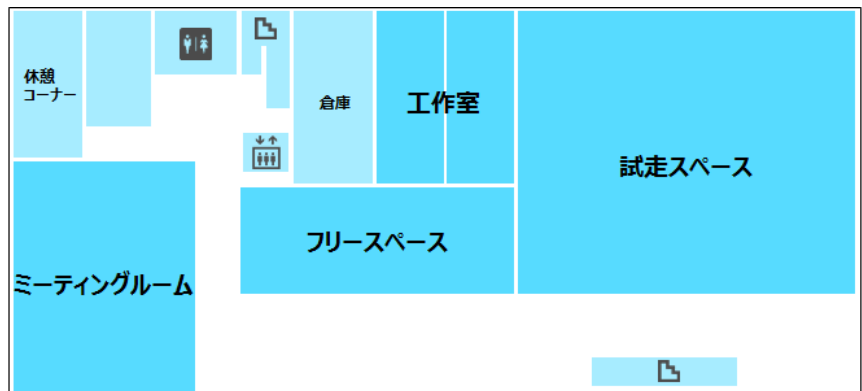 休憩
コーナー
倉庫
工作室
試走スペース
フリースペース
ミーティングルーム